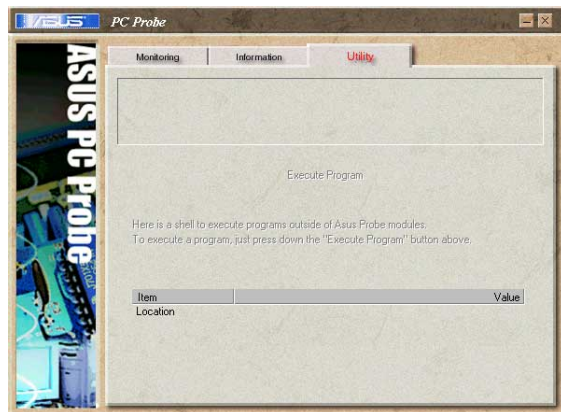 ASUS PC Probe
Monitoring Information Utility
ASUS PC Probe
Execute Program
Here is a shell to execute programs outside of Asus Probe modules.
To execute a program, just press down the "Execute Program" button above.
Item Value
Location